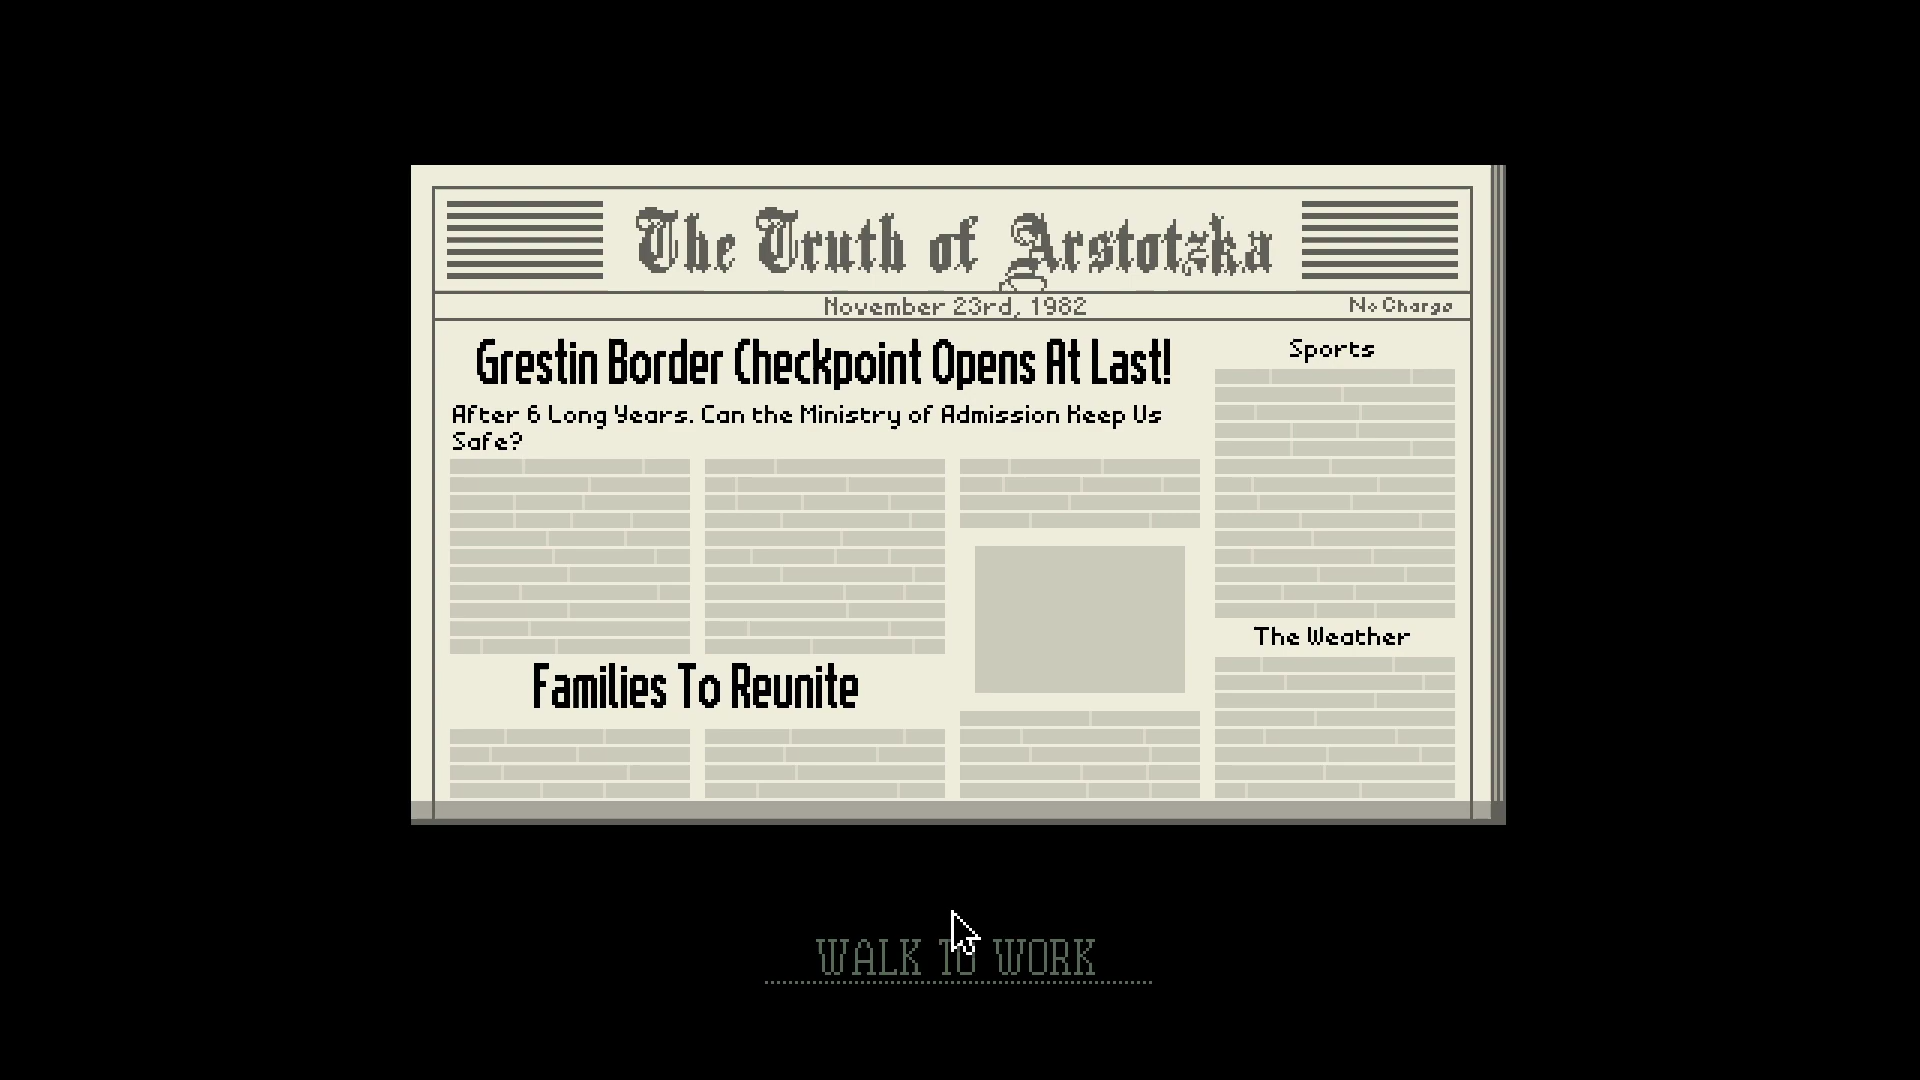 The Truth of Arstotzka
November 23rd, 1982
No Charge
Grestin Border Checkpoint Opens At Last!
After 6 Long Years. Can the Ministry of Admission Keep Us
Safe?
Families To Reunite
Sports
The Weather
WALK TO WORK